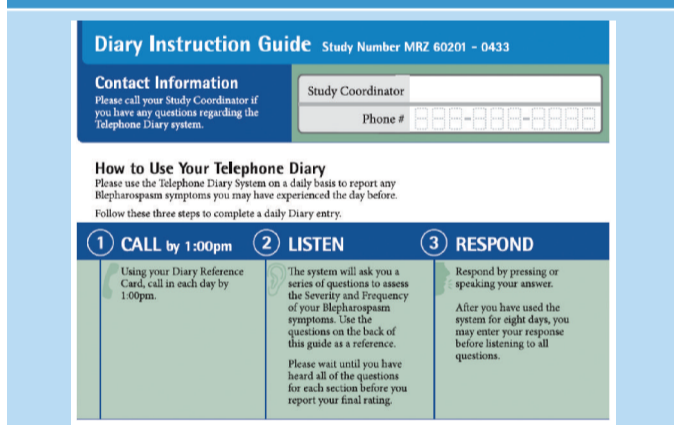 Diary Instruction Guide Study Number MRZ 60201 - 0433
Contact Information
Please call your Study Coordinator if
you have any questions regarding the
Telephone Diary system.
Study Coordinator
Phone #
How to Use Your Telephone Diary
Please use the Telephone Diary System on a daily basis to report any
Blepharospasm symptoms you may have experienced the day before.
Follow these three steps to complete a daily Diary entry.
1 CALL by 1:00pm
Using your Diary Reference
Card, call in each day by
1:00pm.
2 LISTEN
The system will ask you a
series of questions to assess
the Severity and Frequency
of your Blepharospasm
symptoms. Use the
questions on the back of
this guide as a reference.
Please wait until you have
heard all of the questions
for each section before you
report your final rating.
3 RESPOND
Respond by pressing or
speaking your answer.
After you have used the
system for eight days, you
may enter your response
before listening to all
questions.